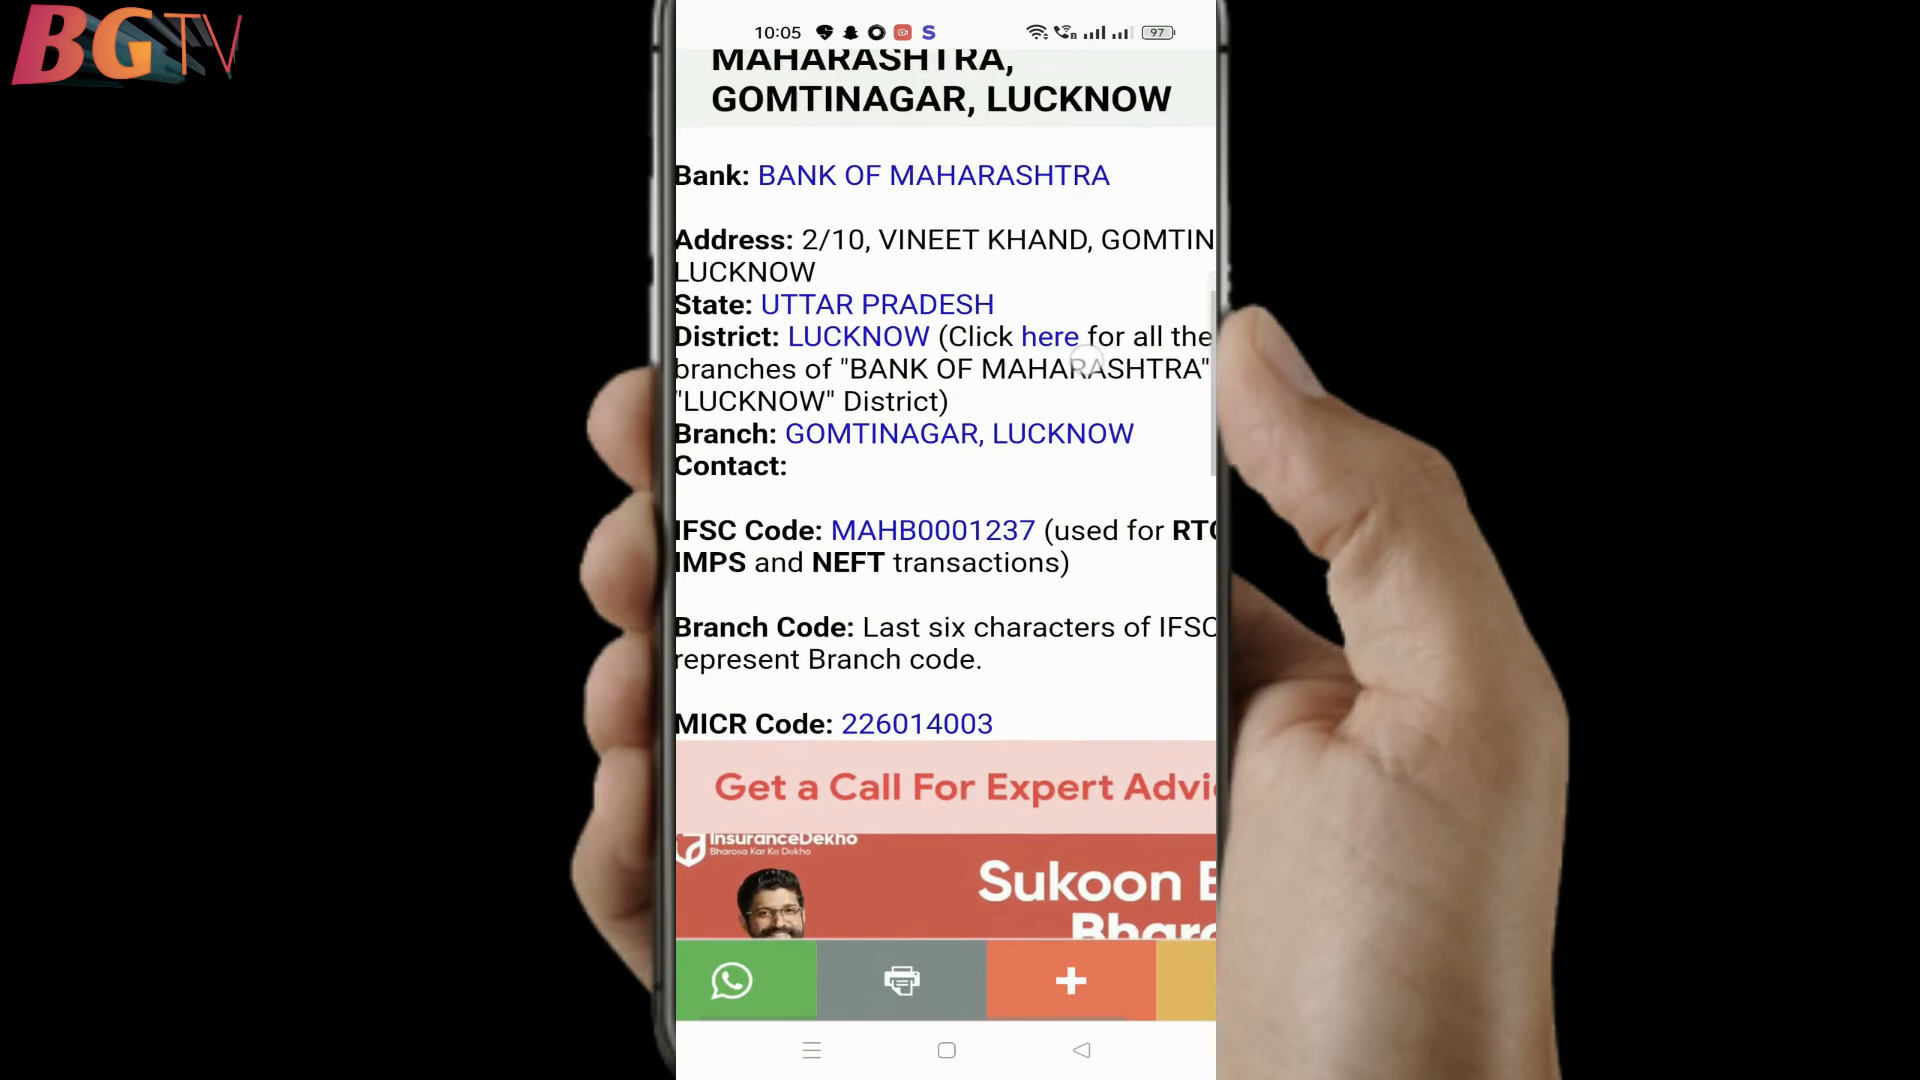 BGTV
10:05
S
97
MAHARASHTRA,
GOMTINAGAR, LUCKNOW
Bank: BANK OF MAHARASHTRA
Address: 2/10, VINEET KHAND, GOMTIN
LUCKNOW
State: UTTAR PRADESH
District: LUCKNOW (Click here for all the
branches of "BANK OF MAHARASHTRA"
"LUCKNOW" District)
Branch: GOMTINAGAR, LUCKNOW
Contact:
IFSC Code: MAHB0001237 (used for RTG
IMPS and NEFT transactions)
Branch Code: Last six characters of IFSC
represent Branch code.
MICR Code: 226014003
Get a Call For Expert Advi
InsuranceDekho
Bharosa Kar Ke Dekho
Sukoon B
Bharo